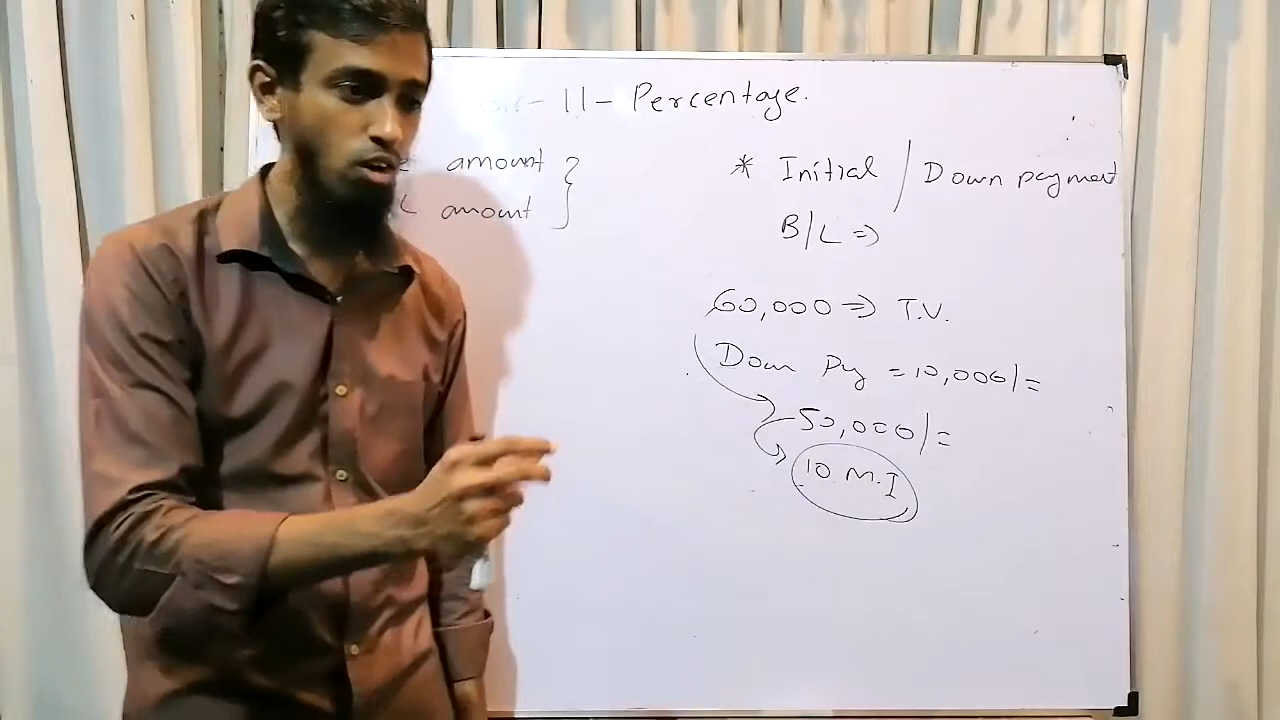 11 - Percentage.
amount }
amount
* Initial / Down payment
B/L ⇒
60,000 ⇒ T.V.
Down Py = 10,000/=
50,000/=
10. M. I